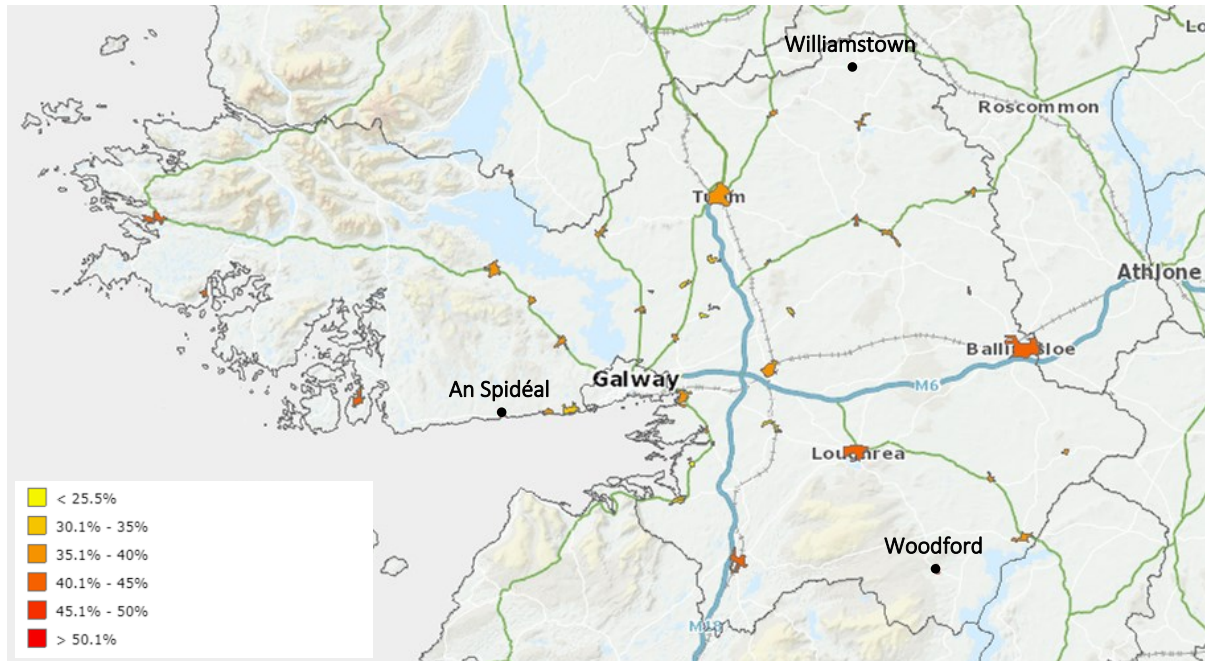 Lo
Williamstown
Roscommon
Tuam
Athlone
Ballinasloe
Galway
M6
An Spidéal
Loughrea
Woodford
M18
< 25.5%
30.1% - 35%
35.1% - 40%
40.1% - 45%
45.1% - 50%
> 50.1%